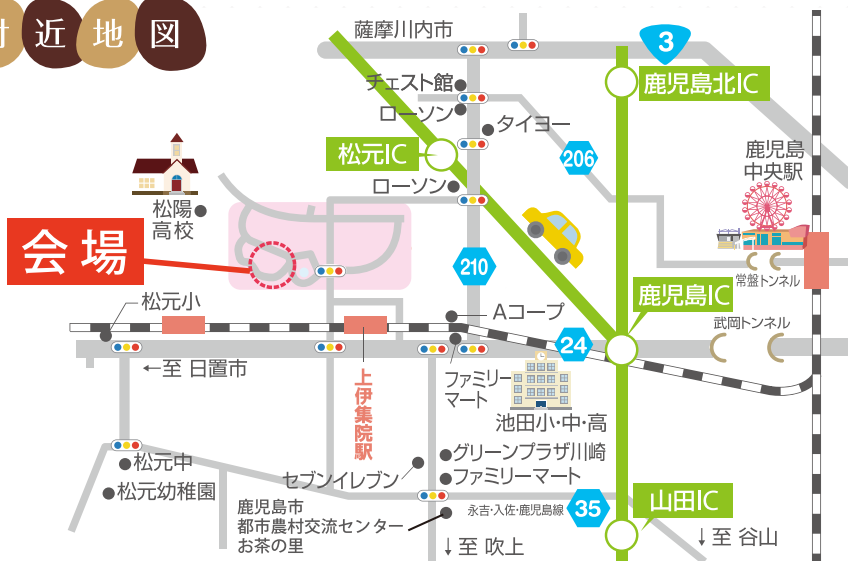 近地図
薩摩川内市
3
鹿児島北IC
チェスト館
ローソン
タイヨー
松元IC
206
鹿児島
中央駅
ローソン
松陽
高校
会場
210
常盤トンネル
鹿児島IC
松元小
Aコープ
武岡トンネル
24
至 日置市
上伊集院駅
ファミリー
マート
池田小・中・高
松元中
グリーンプラザ川崎
セブンイレブン
ファミリーマート
松元幼稚園
鹿児島市
都市農村交流センター
お茶の里
永吉・入佐・鹿児島線
35
山田IC
至 谷山
至 吹上